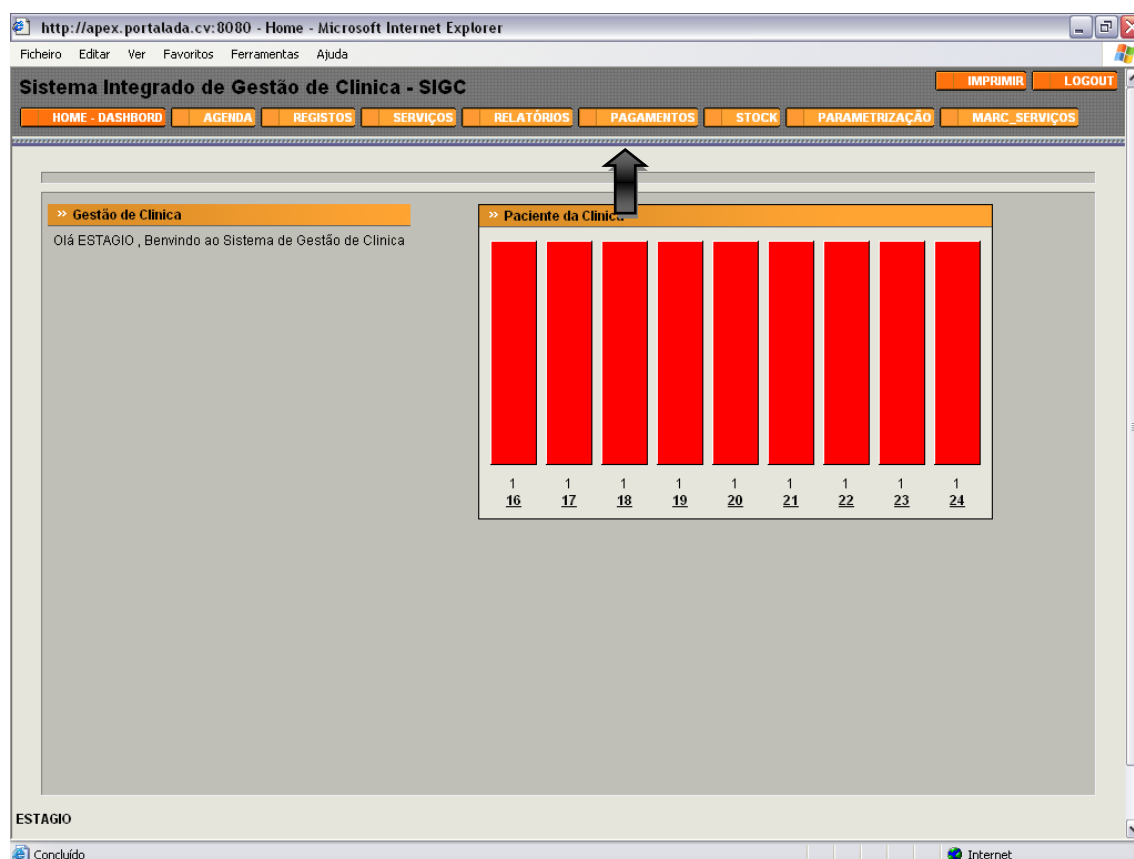 http://apex.portalada.cv:8080 - Home - Microsoft Internet Explorer
Ficheiro Editar Ver Favoritos Ferramentas Ajuda
Sistema Integrado de Gestão de Clinica - SIGC
IMPRIMIR LOGOUT
HOME - DASHBORD AGENDA REGISTOS SERVIÇOS RELATÓRIOS PAGAMENTOS STOCK PARAMETRIZAÇÃO MARC_SERVIÇOS
» Gestão de Clinica
Olá ESTAGIO , Benvindo ao Sistema de Gestão de Clinica
» Paciente da Clinica
1 1 1 1 1 1 1 1 1
16 17 18 19 20 21 22 23 24
ESTAGIO
Concluído Internet